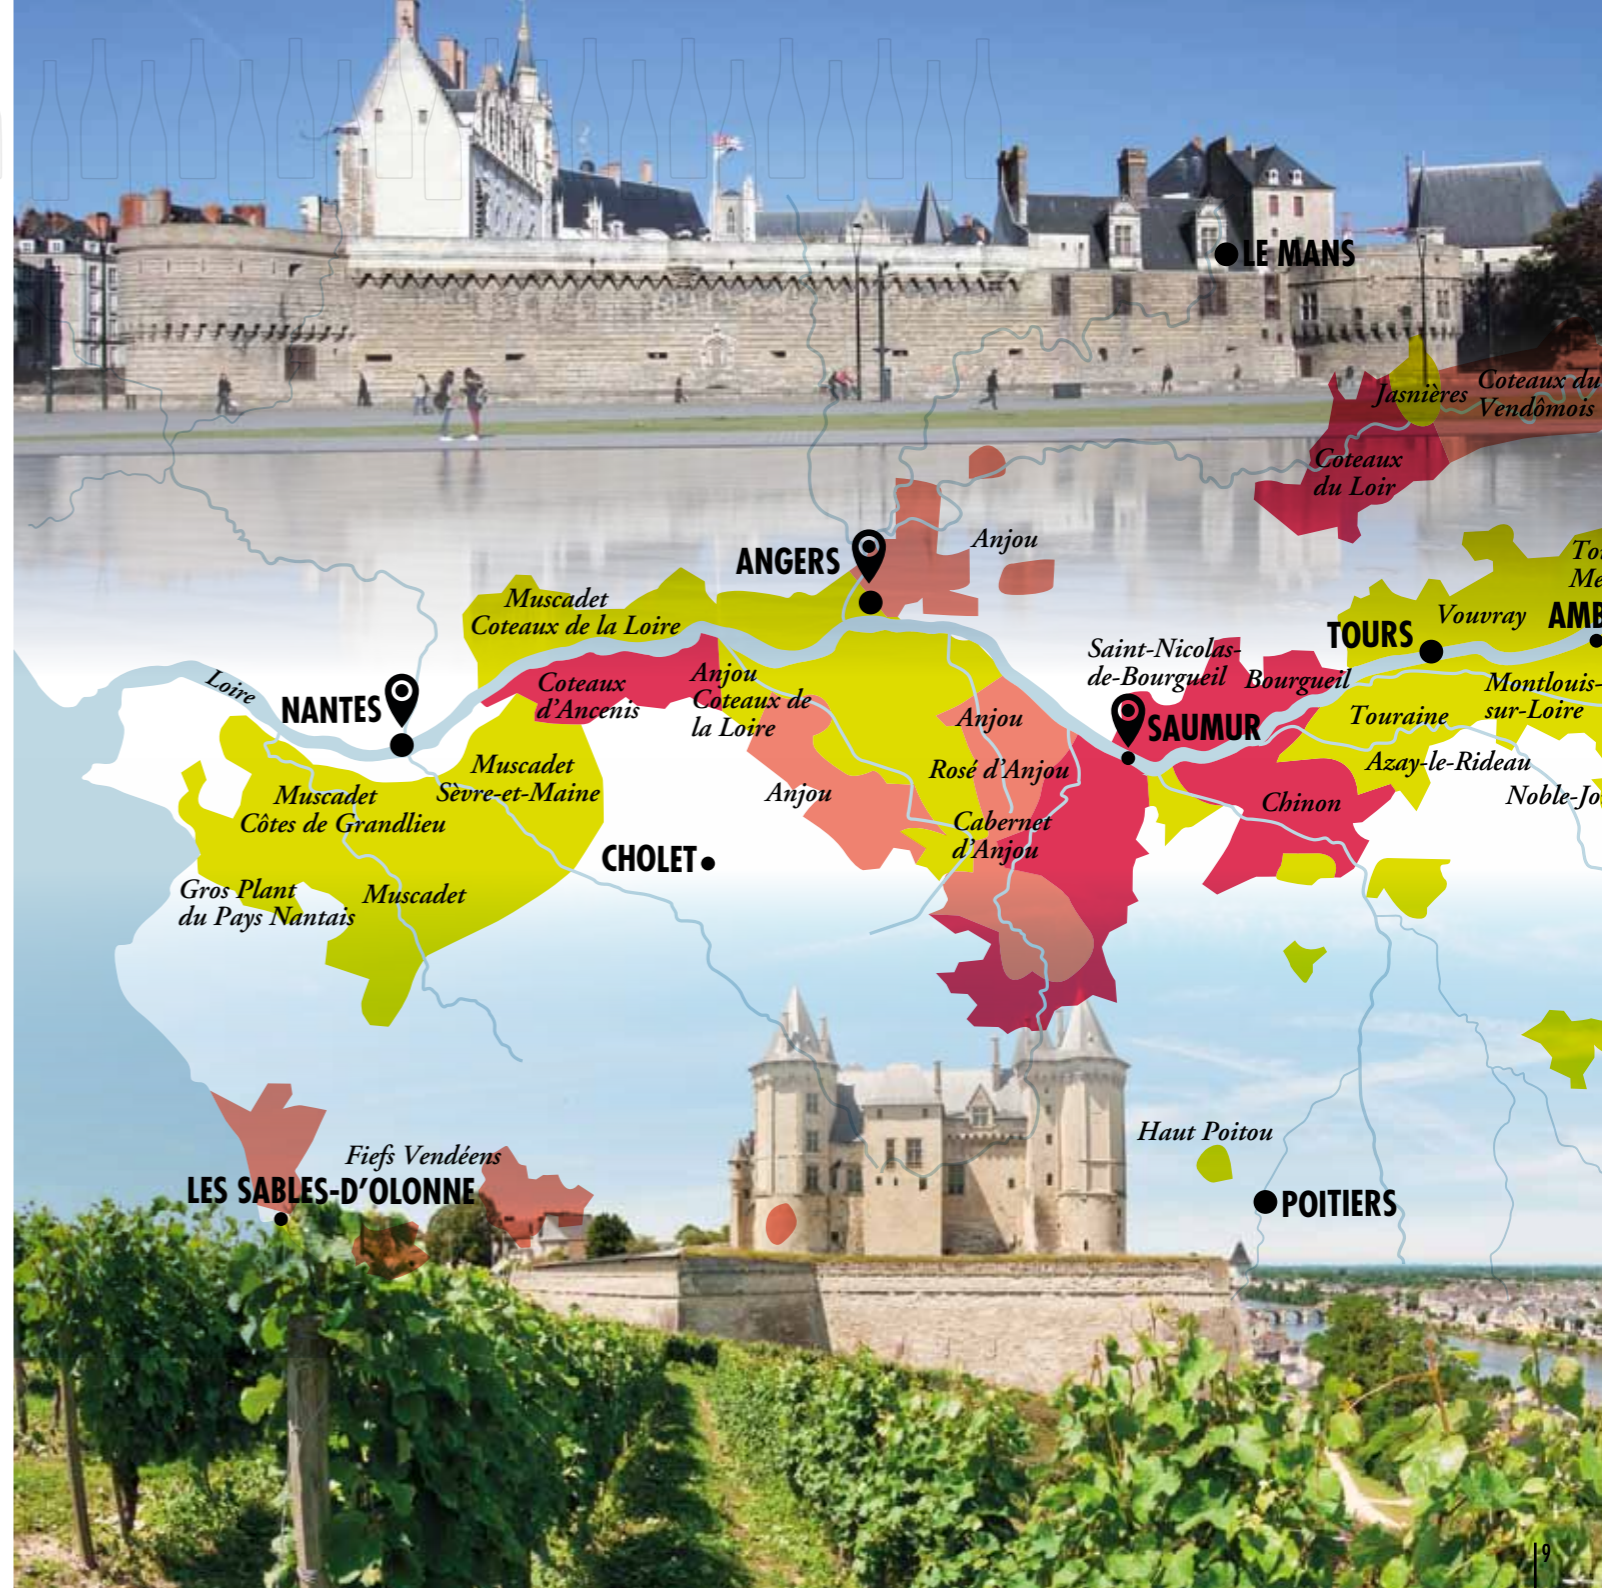 LE MANS
Jasnières
Coteaux du
Vendômois
Coteaux
du Loir
ANGERS
Anjou
Muscadet
Coteaux de la Loire
Vouvray
TOURS
Saint-Nicolas-
de-Bourgueil
Bourgueil
Loire
NANTES
Coteaux
d'Ancenis
Anjou
Coteaux de
la Loire
Anjou
SAUMUR
Touraine
Montlouis-
sur-Loire
Muscadet
Sèvre-et-Maine
Rosé d'Anjou
Azay-le-Rideau
Muscadet
Côtes de Grandlieu
Anjou
Cabernet
d'Anjou
Chinon
CHOLET
Gros Plant
du Pays Nantais
Muscadet
Haut Poitou
Fiefs Vendéens
LES SABLES-D'OLONNE
POITIERS
9